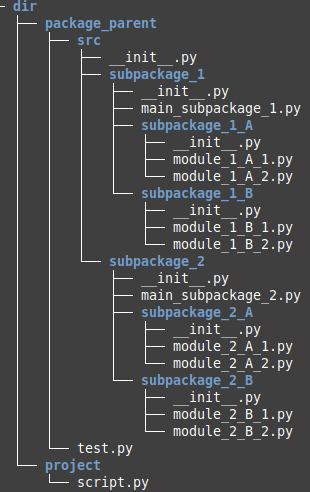 dir
package_parent
src
__init__.py
subpackage_1
__init__.py
main_subpackage_1.py
subpackage_1_A
__init__.py
module_1_A_1.py
module_1_A_2.py
subpackage_1_B
__init__.py
module_1_B_1.py
module_1_B_2.py
subpackage_2
__init__.py
main_subpackage_2.py
subpackage_2_A
__init__.py
module_2_A_1.py
module_2_A_2.py
subpackage_2_B
__init__.py
module_2_B_1.py
module_2_B_2.py
test.py
project
script.py